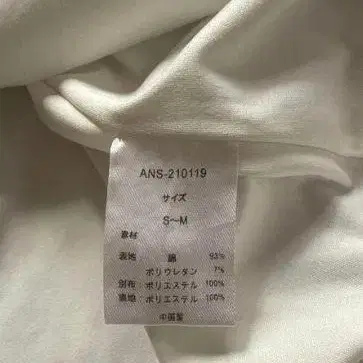 ANS-210119
サイズ
S～M
素材
表地 綿 93%
ポリウレタン 7%
別布 ポリエステル 100%
裏地 ポリエステル 100%
中国製